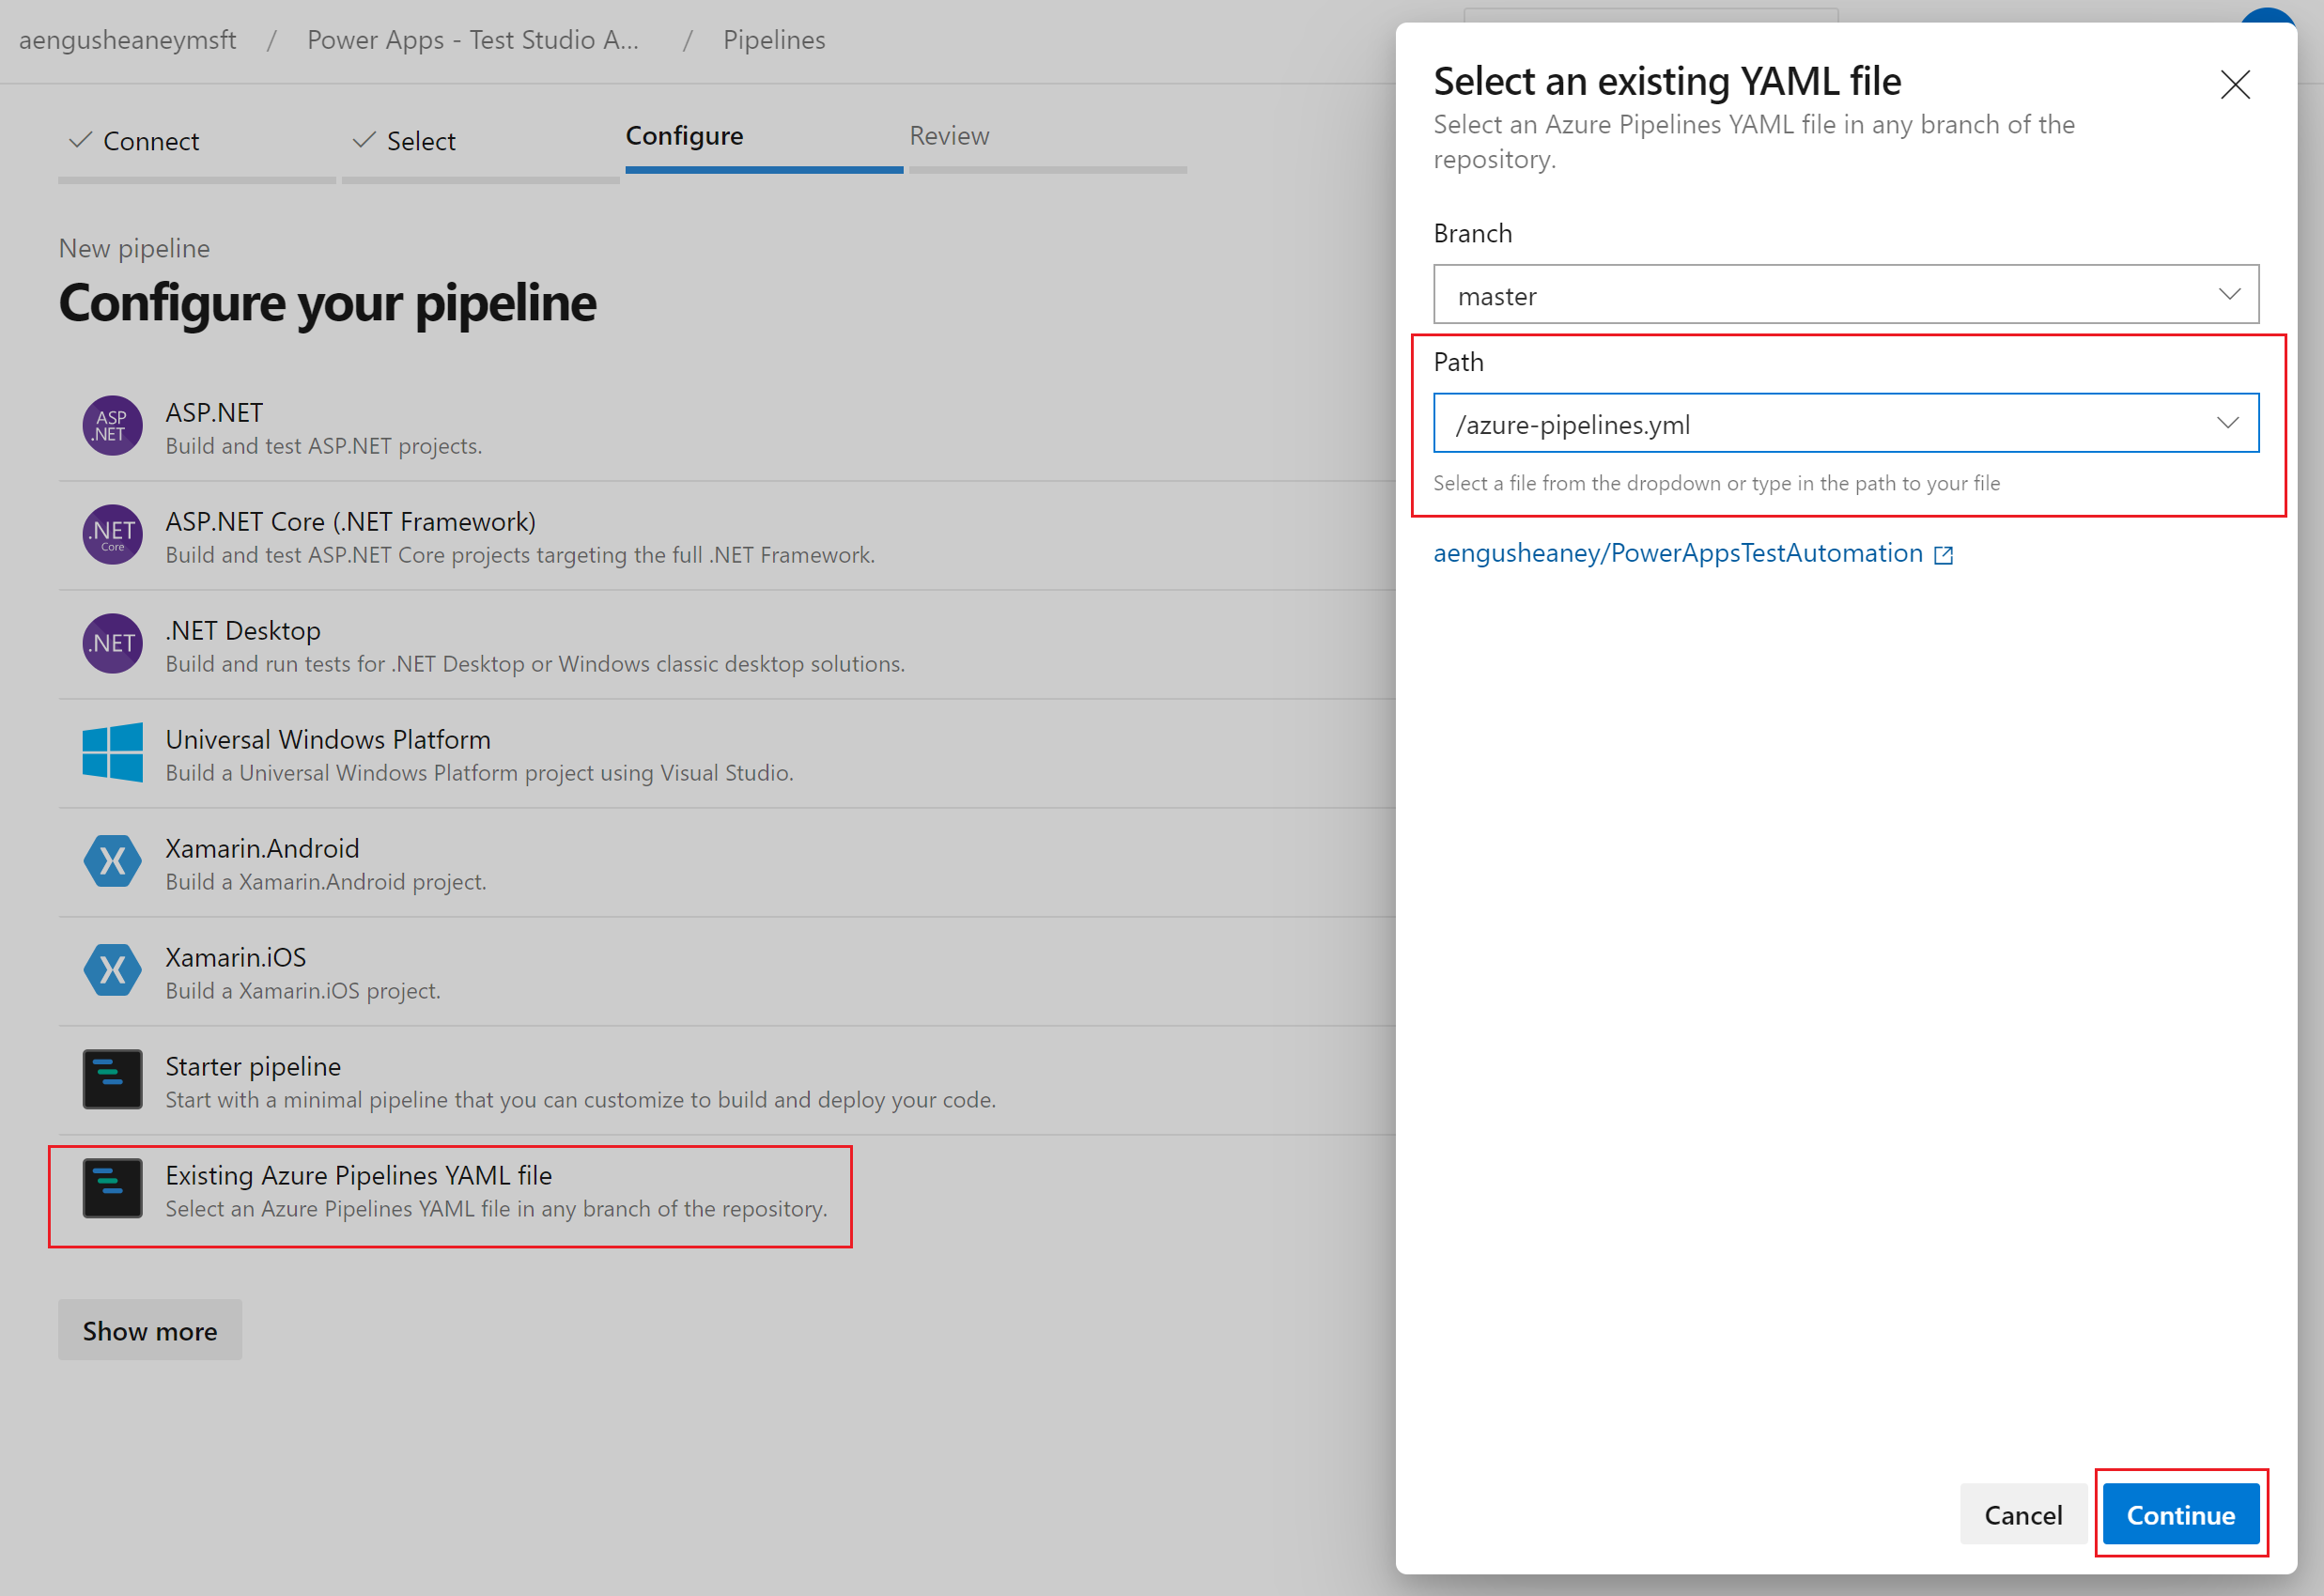 aengusheaneymsft / Power Apps - Test Studio A... / Pipelines
Connect
Select
Configure
Review
New pipeline
Configure your pipeline
ASP
.NET
ASP.NET
Build and test ASP.NET projects.
.NET
Core
ASP.NET Core (.NET Framework)
Build and test ASP.NET Core projects targeting the full .NET Framework.
.NET
.NET Desktop
Build and run tests for .NET Desktop or Windows classic desktop solutions.
Universal Windows Platform
Build a Universal Windows Platform project using Visual Studio.
Xamarin.Android
Build a Xamarin.Android project.
Xamarin.iOS
Build a Xamarin.iOS project.
Starter pipeline
Start with a minimal pipeline that you can customize to build and deploy your code.
Existing Azure Pipelines YAML file
Select an Azure Pipelines YAML file in any branch of the repository.
Show more
Select an existing YAML file
Select an Azure Pipelines YAML file in any branch of the
repository.
Branch
master
Path
/azure-pipelines.yml
Select a file from the dropdown or type in the path to your file
aengusheaney/PowerAppsTestAutomation
Cancel
Continue